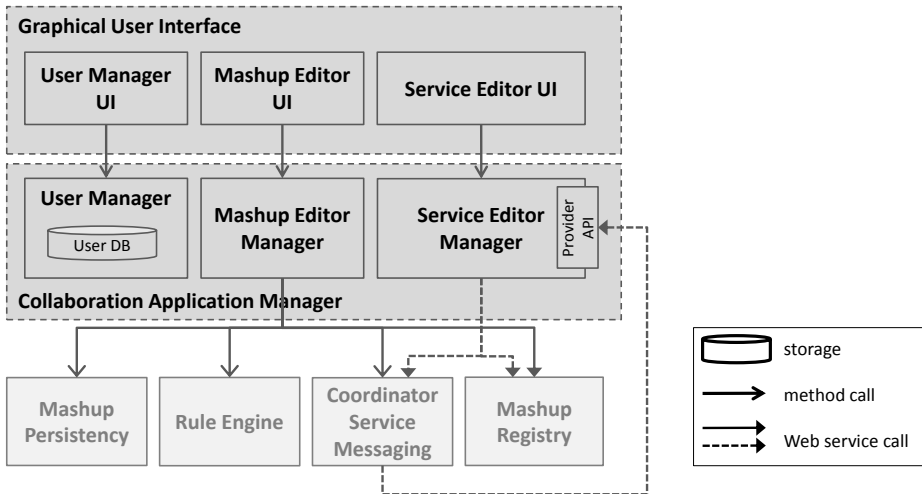 Graphical User Interface
User Manager
UI
Mashup Editor
UI
Service Editor UI
User Manager
User DB
Mashup Editor
Manager
Service Editor
Manager
Provider
API
Collaboration Application Manager
Mashup
Persistency
Rule Engine
Coordinator
Service
Messaging
Mashup
Registry
storage
method call
Web service call